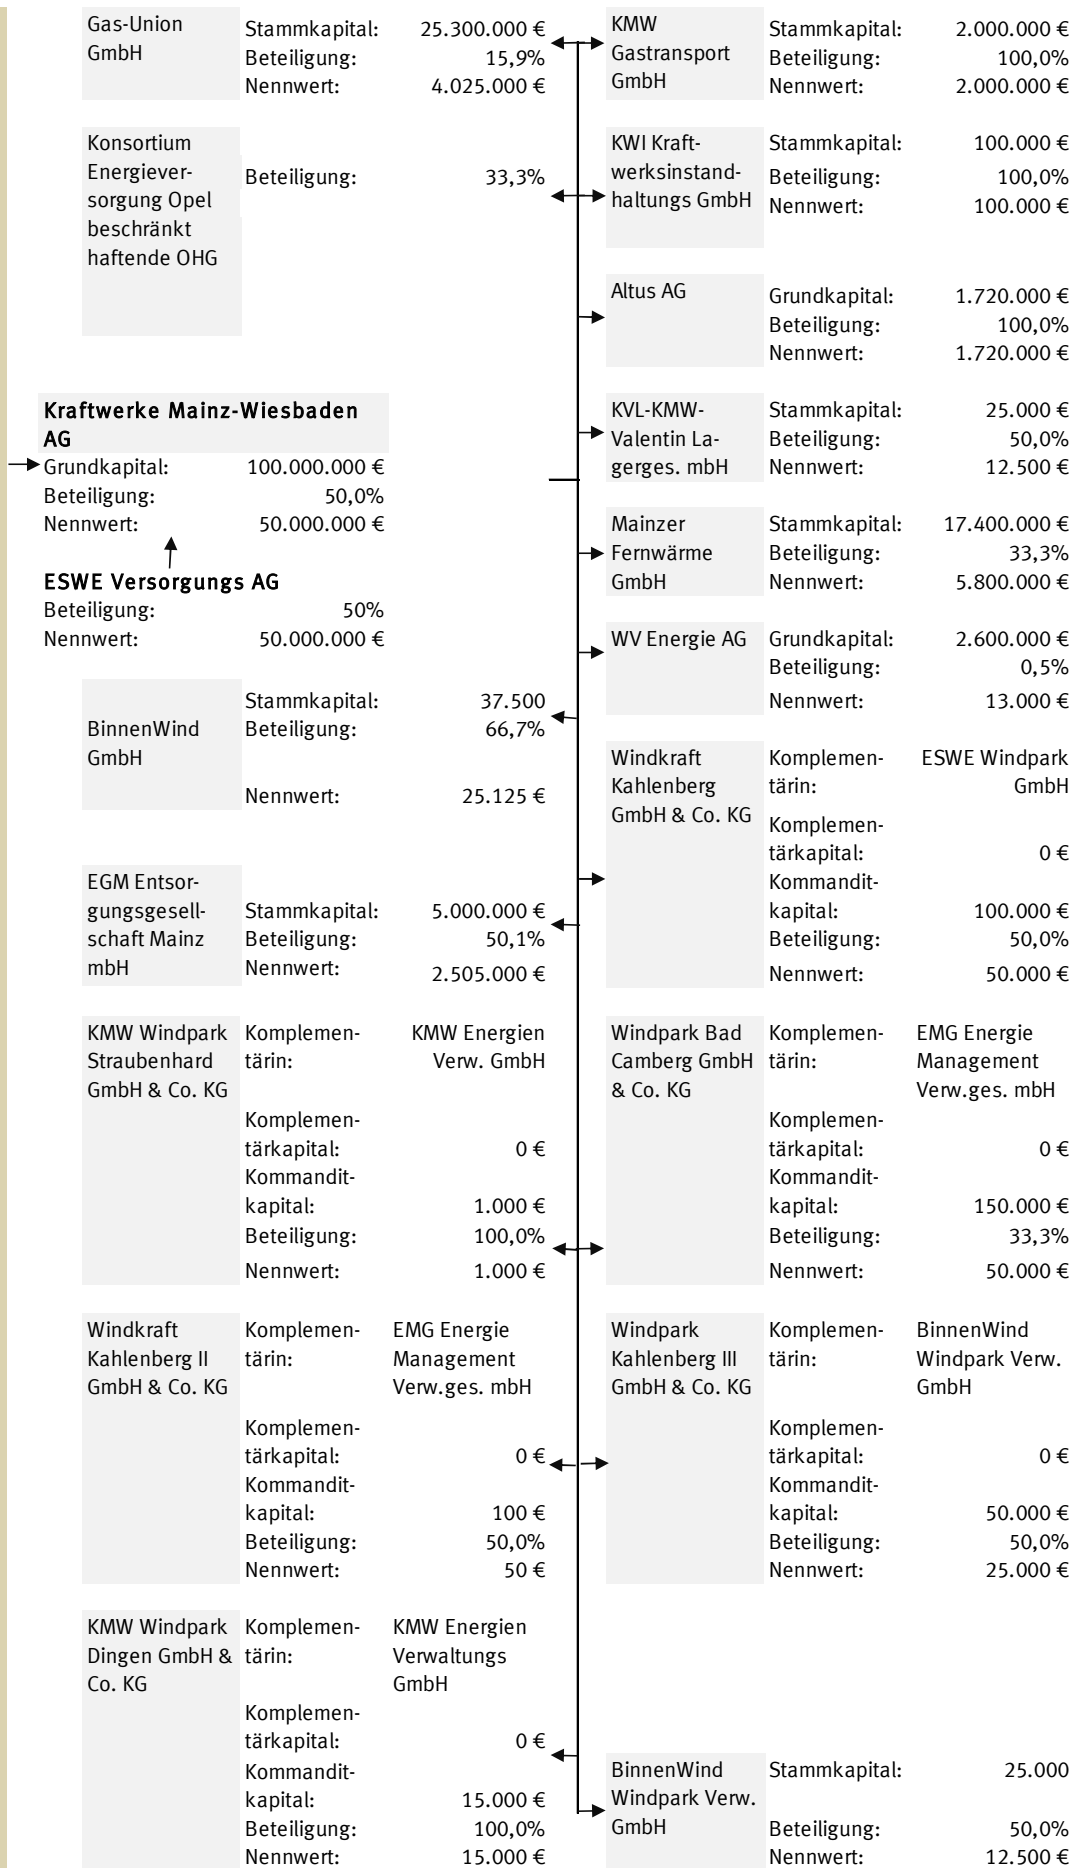 Gas-Union
GmbH
Stammkapital: 25.300.000 €
Beteiligung: 15,9%
Nennwert: 4.025.000 €
KMW
Gastransport
GmbH
Stammkapital: 2.000.000 €
Beteiligung: 100,0%
Nennwert: 2.000.000 €
Konsortium
Energiever-
sorgung Opel
beschränkt
haftende OHG
Beteiligung: 33,3%
KWI Kraft-
werksinstand-
haltungs GmbH
Stammkapital: 100.000 €
Beteiligung: 100,0%
Nennwert: 100.000 €
Altus AG
Grundkapital: 1.720.000 €
Beteiligung: 100,0%
Nennwert: 1.720.000 €
Kraftwerke Mainz-Wiesbaden
AG
Grundkapital: 100.000.000 €
Beteiligung: 50,0%
Nennwert: 50.000.000 €
ESWE Versorgungs AG
Beteiligung: 50%
Nennwert: 50.000.000 €
KVL-KMW-
Valentin La-
gerges. mbH
Stammkapital: 25.000 €
Beteiligung: 50,0%
Nennwert: 12.500 €
Mainzer
Fernwärme
GmbH
Stammkapital: 17.400.000 €
Beteiligung: 33,3%
Nennwert: 5.800.000 €
WV Energie AG
Grundkapital: 2.600.000 €
Beteiligung: 0,5%
Nennwert: 13.000 €
BinnenWind
GmbH
Stammkapital: 37.500
Beteiligung: 66,7%
Nennwert: 25.125 €
Windkraft
Kahlenberg
GmbH & Co. KG
Komplemen- ESWE Windpark
tärin: GmbH
Komplemen-
tärkapital: 0 €
Kommandit-
kapital: 100.000 €
Beteiligung: 50,0%
Nennwert: 50.000 €
EGM Entsor-
gungsgesell-
schaft Mainz
mbH
Stammkapital: 5.000.000 €
Beteiligung: 50,1%
Nennwert: 2.505.000 €
KMW Windpark
Straubenhard
GmbH & Co. KG
Komplemen- KMW Energien
tärin: Verw. GmbH
Komplemen-
tärkapital: 0 €
Kommandit-
kapital: 1.000 €
Beteiligung: 100,0%
Nennwert: 1.000 €
Windpark Bad
Camberg GmbH
& Co. KG
Komplemen- EMG Energie
tärin: Management
Verw.ges. mbH
Komplemen-
tärkapital: 0 €
Kommandit-
kapital: 150.000 €
Beteiligung: 33,3%
Nennwert: 50.000 €
Windkraft
Kahlenberg II
GmbH & Co. KG
Komplemen- EMG Energie
tärin: Management
Verw.ges. mbH
Komplemen-
tärkapital: 0 €
Kommandit-
kapital: 100 €
Beteiligung: 50,0%
Nennwert: 50 €
Windpark
Kahlenberg III
GmbH & Co. KG
Komplemen- BinnenWind
tärin: Windpark Verw.
GmbH
Komplemen-
tärkapital: 0 €
Kommandit-
kapital: 50.000 €
Beteiligung: 50,0%
Nennwert: 25.000 €
KMW Windpark
Dingen GmbH &
Co. KG
Komplemen- KMW Energien
tärin: Verwaltungs
GmbH
Komplemen-
tärkapital: 0 €
Kommandit-
kapital: 15.000 €
Beteiligung: 100,0%
Nennwert: 15.000 €
BinnenWind
Windpark Verw.
GmbH
Stammkapital: 25.000
Beteiligung: 50,0%
Nennwert: 12.500 €